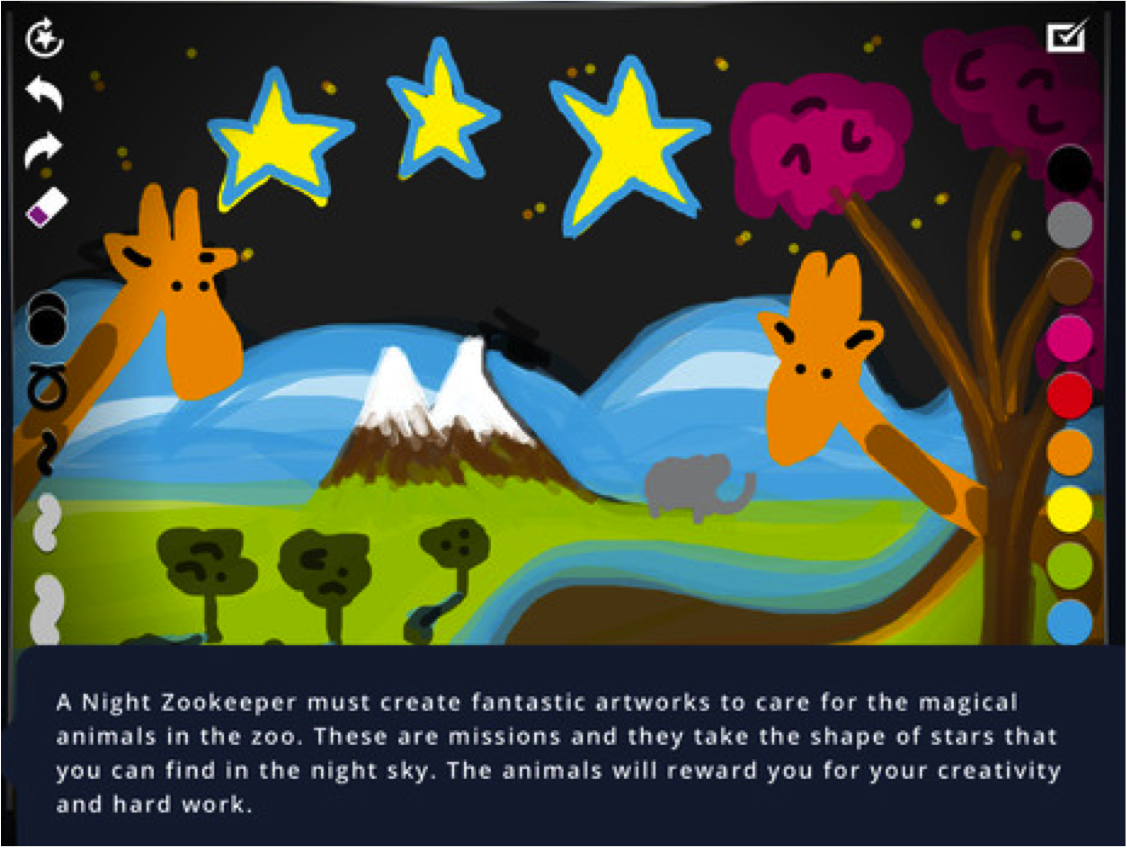 A Night Zookeeper must create fantastic artworks to care for the magical
animals in the zoo. These are missions and they take the shape of stars that
you can find in the night sky. The animals will reward you for your creativity
and hard work.